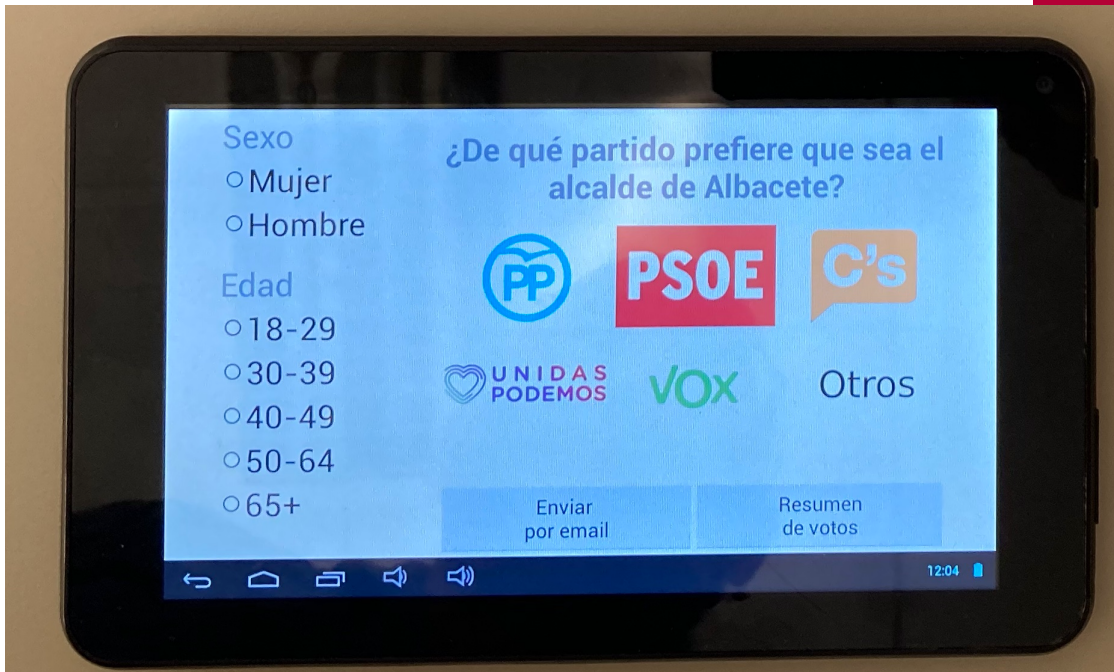 Sexo
Mujer
Hombre
Edad
18-29
30-39
40-49
50-64
65+
¿De qué partido prefiere que sea el
alcalde de Albacete?
PP
PSOE
C's
UNIDAS
PODEMOS
VOX
Otros
Enviar
por email
Resumen
de votos
12:04